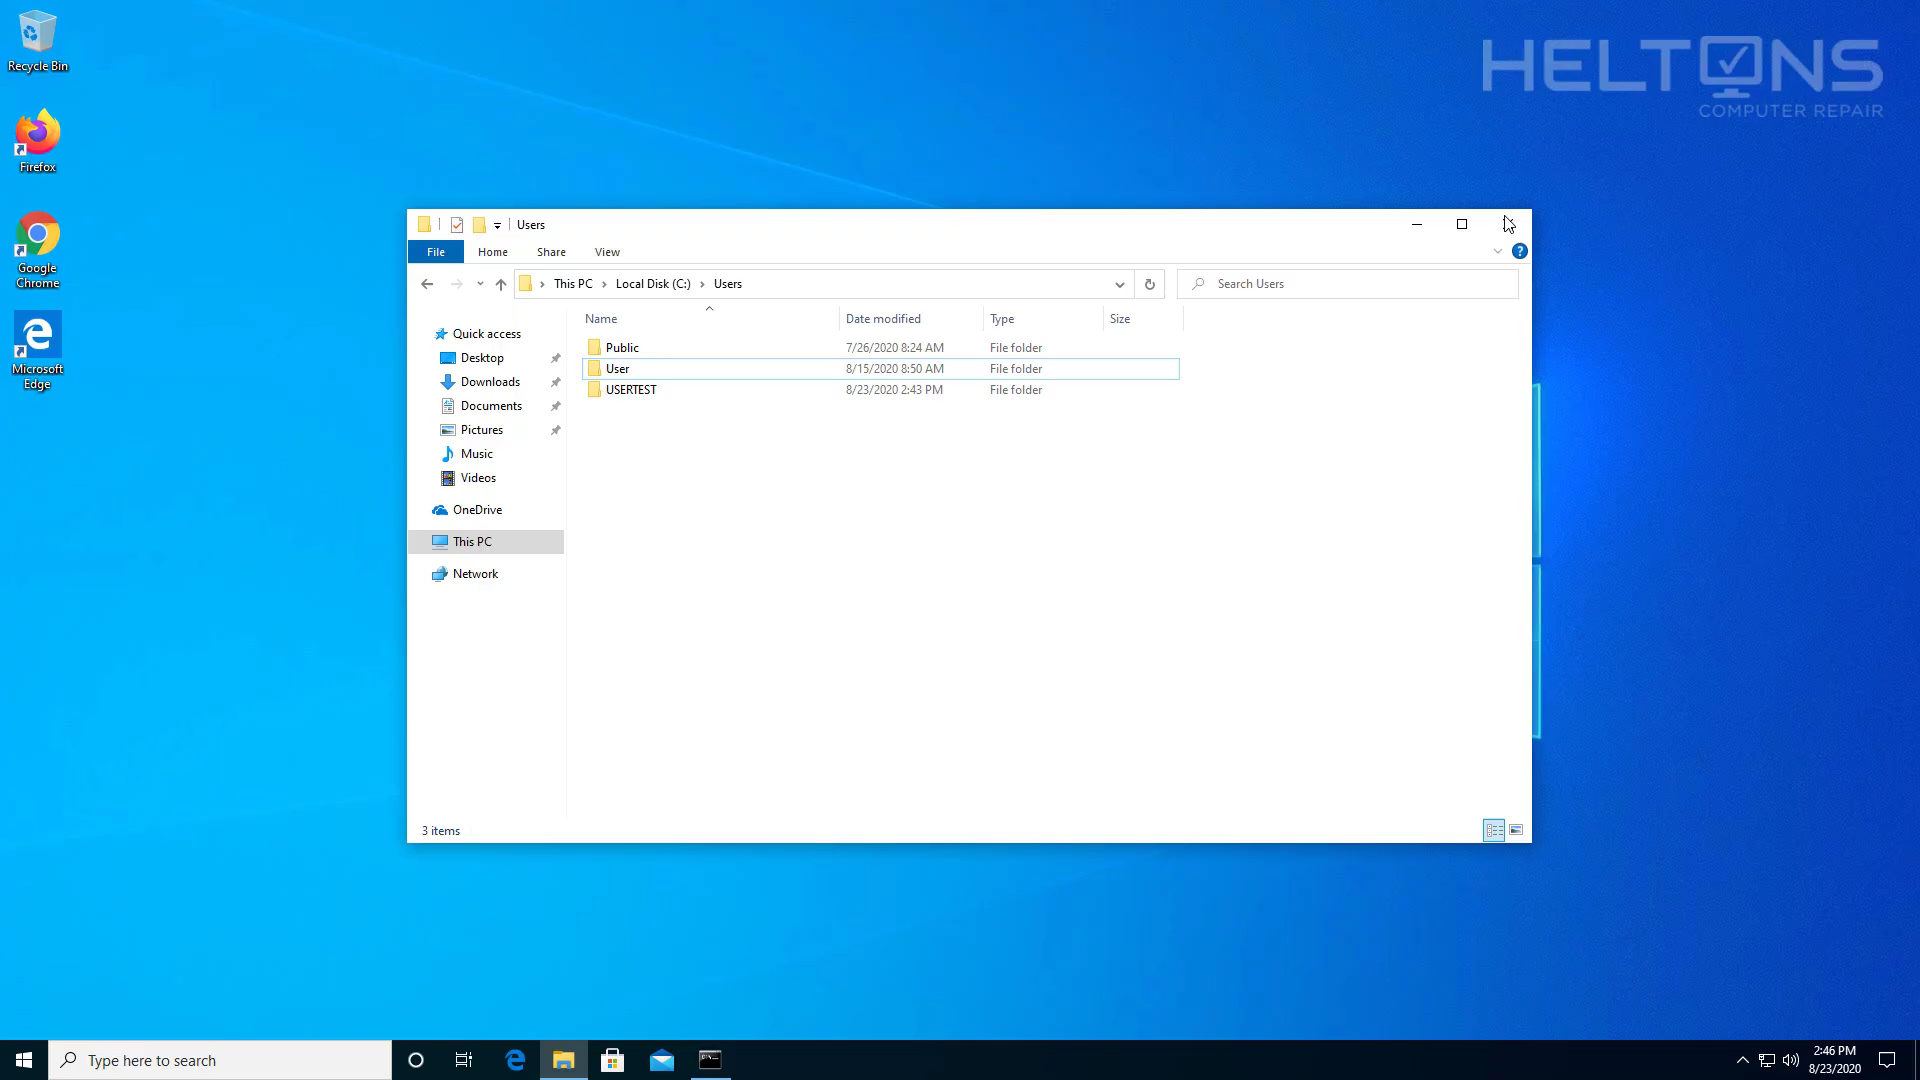 Recycle Bin
Firefox
Google
Chrome
Microsoft
Edge
HELTONS
COMPUTER REPAIR
Users
File Home Share View
This PC Local Disk (C:) Users Search Users
Name Date modified Type Size
Quick access
Desktop
Downloads
Documents
Pictures
Music
Videos
OneDrive
This PC
Network
Public 7/26/2020 8:24 AM File folder
User 8/15/2020 8:50 AM File folder
USERTEST 8/23/2020 2:43 PM File folder
3 items
Type here to search
2:46 PM
8/23/2020